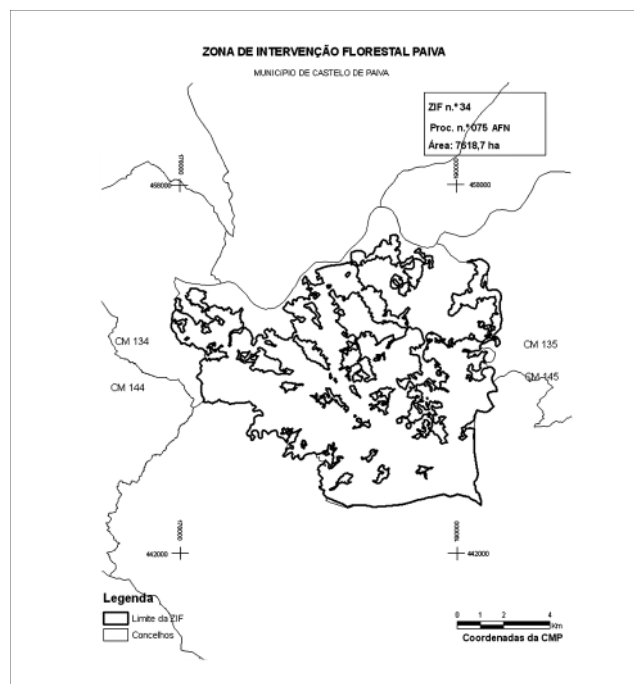 ZONA DE INTERVENÇÃO FLORESTAL PAIVA
MUNICIPIO DE CASTELO DE PAIVA
ZIF n.º 34
Proc. n.º 075 AFN
Área: 7618,7 ha
458000
458000
CM 134
CM 135
CM 144
CM 145
442000
442000
Legenda
Limite da ZIF
Concelhos
0 1 2 4
Km
Coordenadas da CMP